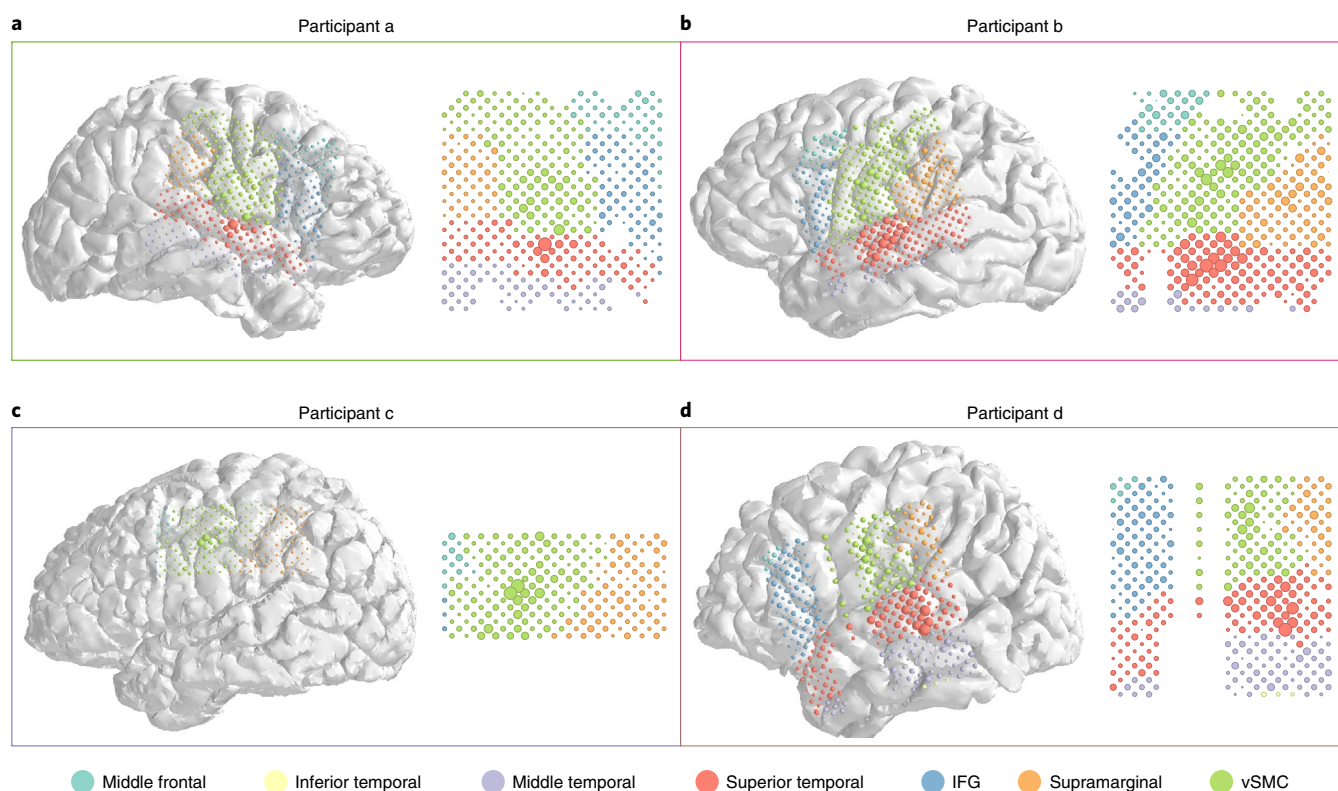 a Participant a
b Participant b
c Participant c
d Participant d
Middle frontal Inferior temporal Middle temporal Superior temporal IFG Supramarginal vSMC